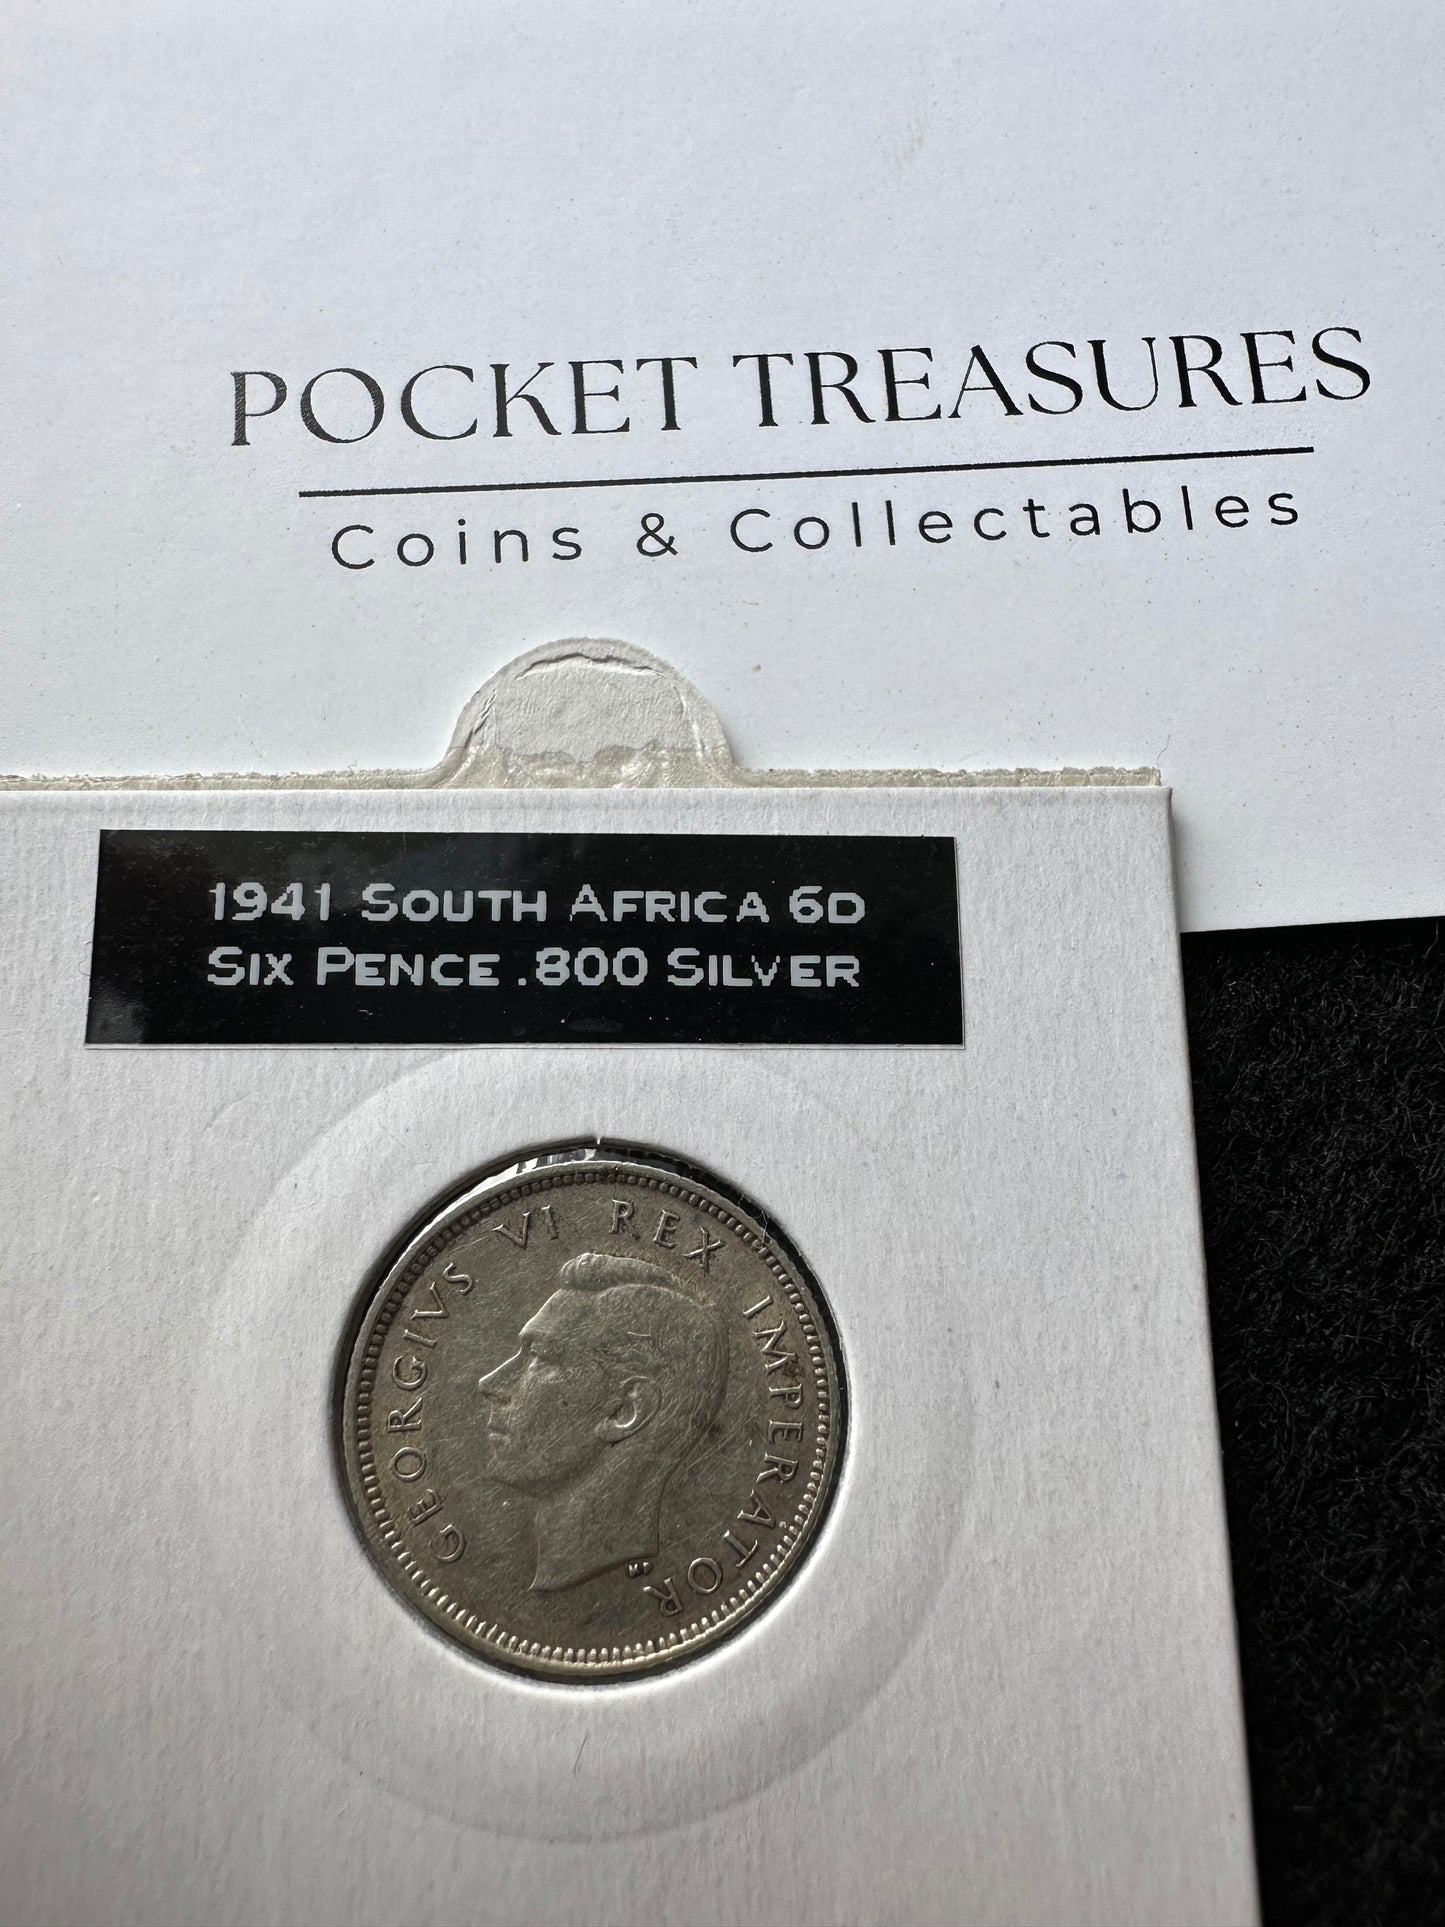 POCKET TREASURES
Coins & Collectables
1941 SOUTH AFRICA 6D
SIX PENCE .800 SILVER
GEORGIVS VI REX IMPERATOR